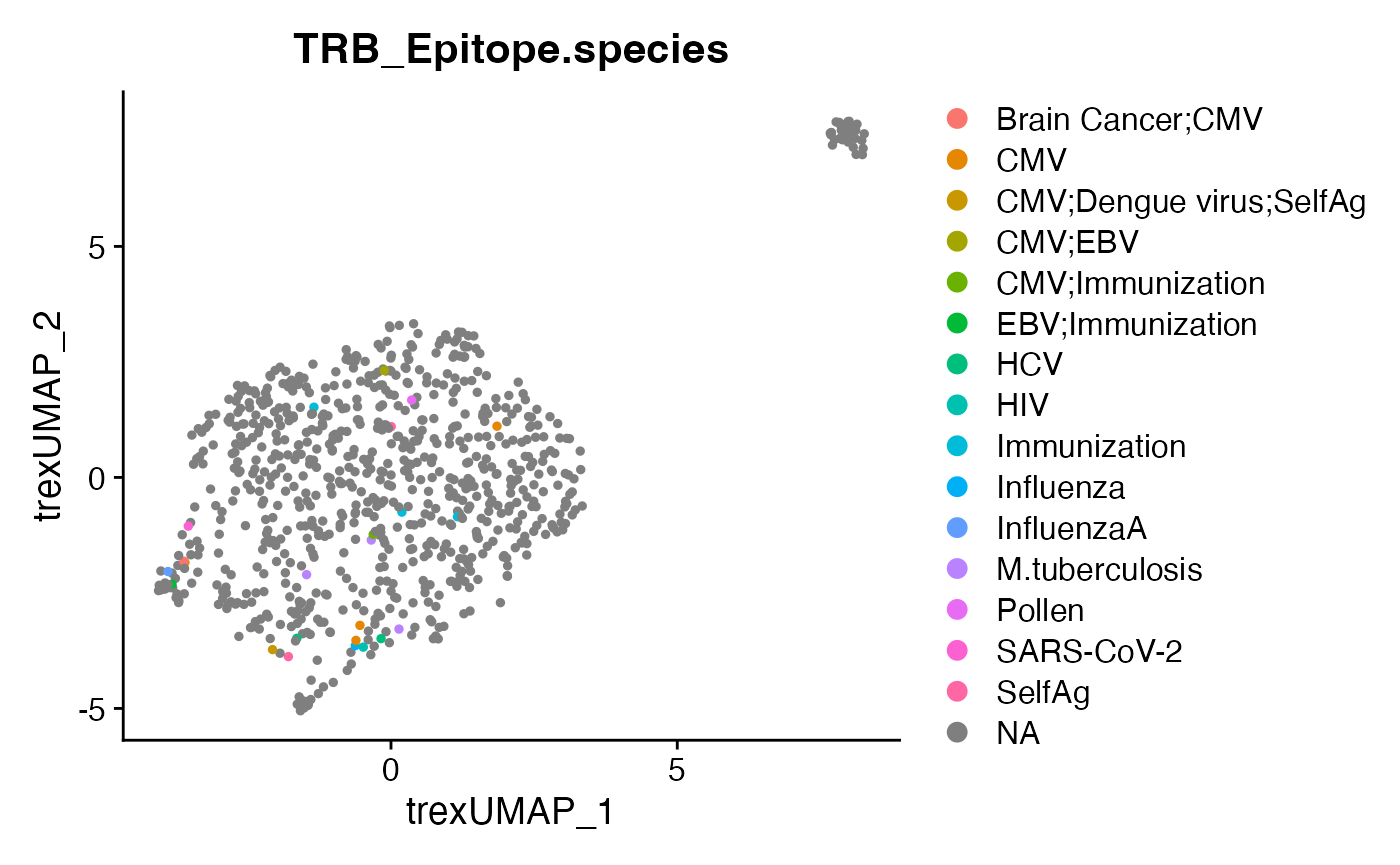 TRB_Epitope.species
trexUMAP_2
5
0
-5
0
5
trexUMAP_1
Brain Cancer;CMV
CMV
CMV;Dengue virus;SelfAg
CMV;EBV
CMV;Immunization
EBV;Immunization
HCV
HIV
Immunization
Influenza
InfluenzaA
M.tuberculosis
Pollen
SARS-CoV-2
SelfAg
NA